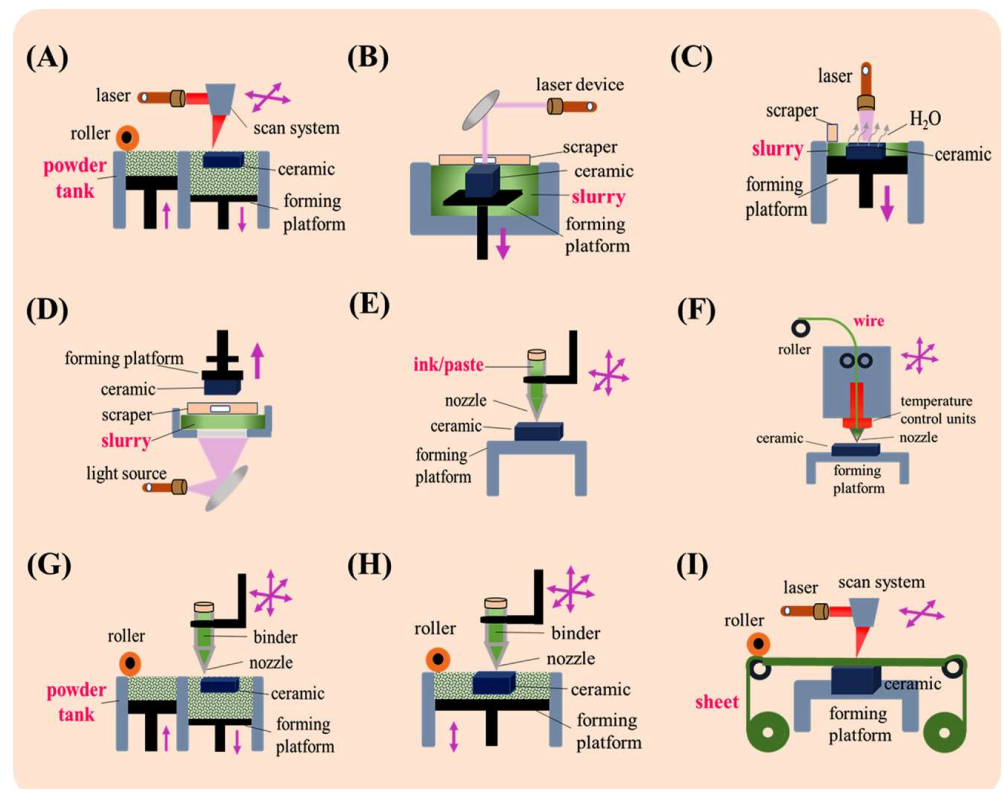 (A)
laser
scan system
roller
powder
tank
ceramic
forming
platform
(B)
laser device
scraper
ceramic
slurry
forming
platform
(C)
laser
scraper
H₂O
slurry
ceramic
forming
platform
(D)
forming platform
ceramic
scraper
slurry
light source
(E)
ink/paste
nozzle
ceramic
forming
platform
(F)
wire
roller
temperature
control units
nozzle
ceramic
forming
platform
(G)
roller
binder
nozzle
powder
tank
ceramic
forming
platform
(H)
roller
binder
nozzle
ceramic
forming
platform
(I)
scan system
laser
roller
ceramic
sheet
forming
platform